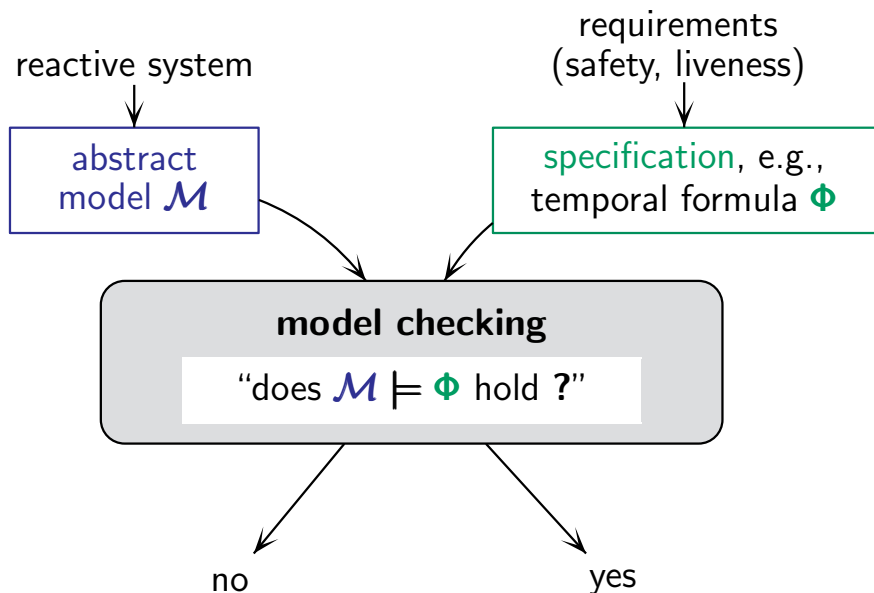 reactive system
requirements
(safety, liveness)
abstract
model ℳ
specification, e.g.,
temporal formula Φ
model checking
“does ℳ ⊨ Φ hold ?”
no
yes